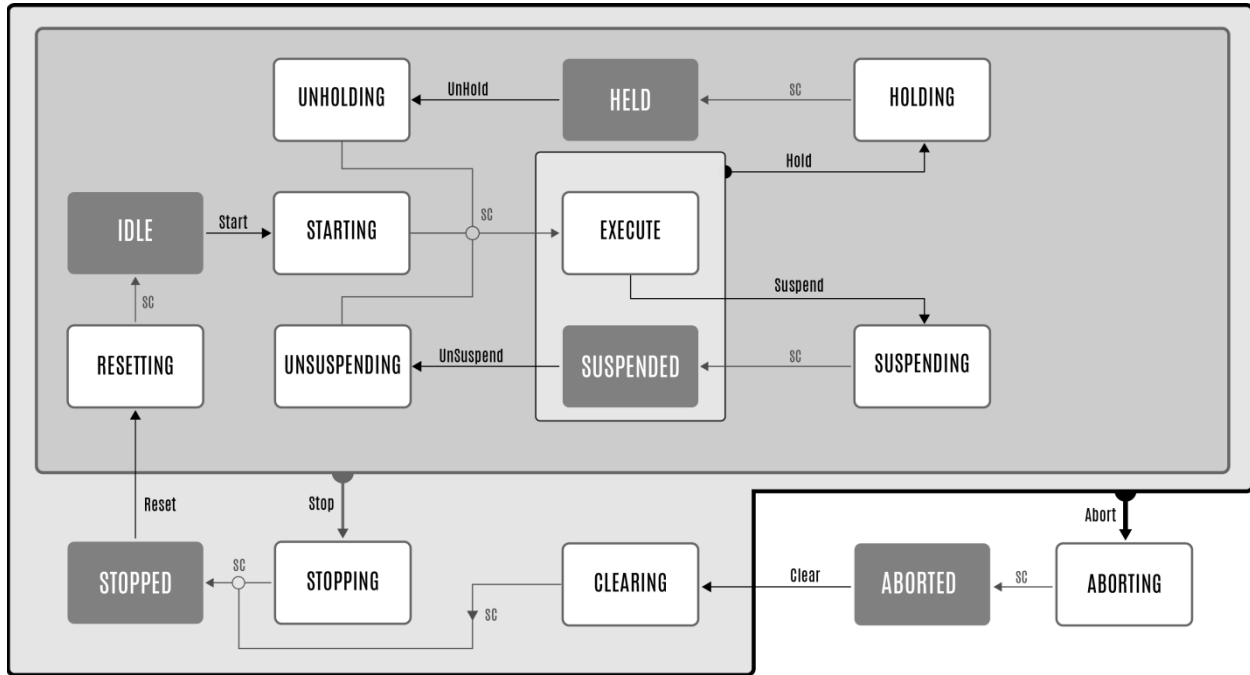 UNHOLDING
UnHold
HELD
SC
HOLDING
Hold
IDLE
Start
STARTING
SC
EXECUTE
Suspend
SC
RESETTING
UNSUSPENDING
UnSuspend
SUSPENDED
SC
SUSPENDING
Reset
Stop
Abort
STOPPED
SC
STOPPING
SC
CLEARING
Clear
ABORTED
SC
ABORTING